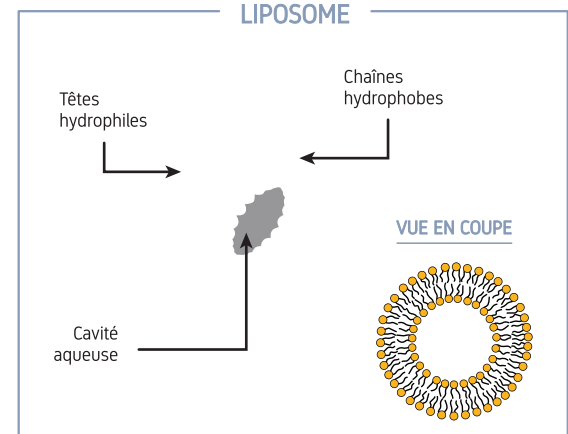 LIPOSOME
Têtes
hydrophiles
Chaînes
hydrophobes
VUE EN COUPE
Cavité
aqueuse